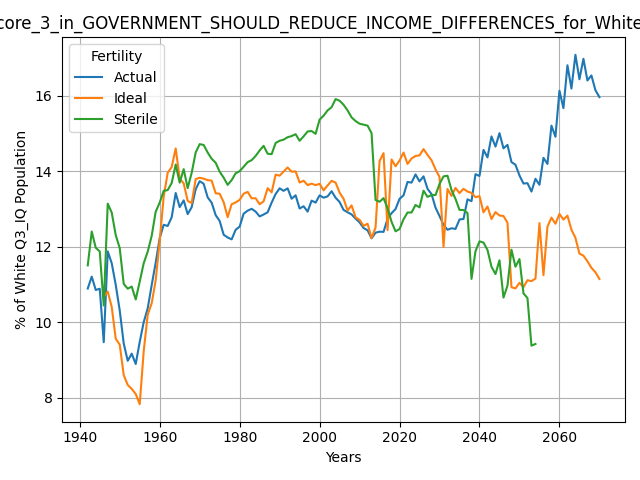 core_3_in_GOVERNMENT_SHOULD_REDUCE_INCOME_DIFFERENCES_for_White
Fertility
Actual
Ideal
Sterile
% of White Q3_IQ Population
16
14
12
10
8
1940 1960 1980 2000 2020 2040 2060
Years